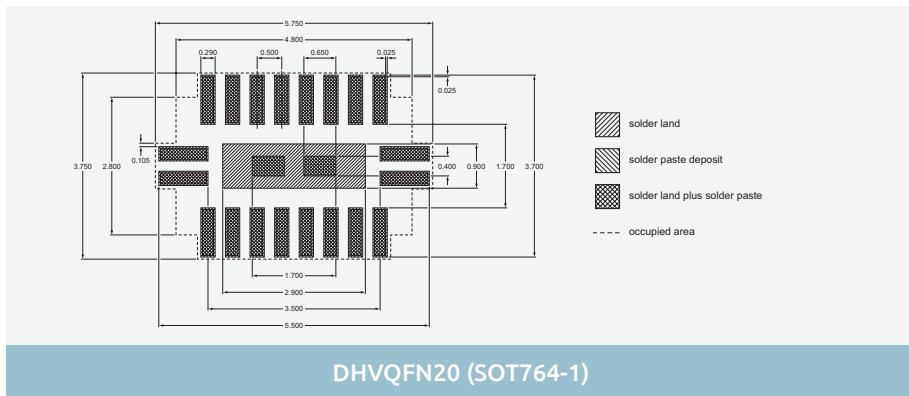 5.750
4.800
0.290 0.500 0.650 0.025
0.025
0.105
3.750 2.800 0.400 0.900 1.700 3.700
1.700
2.900
3.500
5.500
solder land
solder paste deposit
solder land plus solder paste
occupied area
DHVQFN20 (SOT764-1)